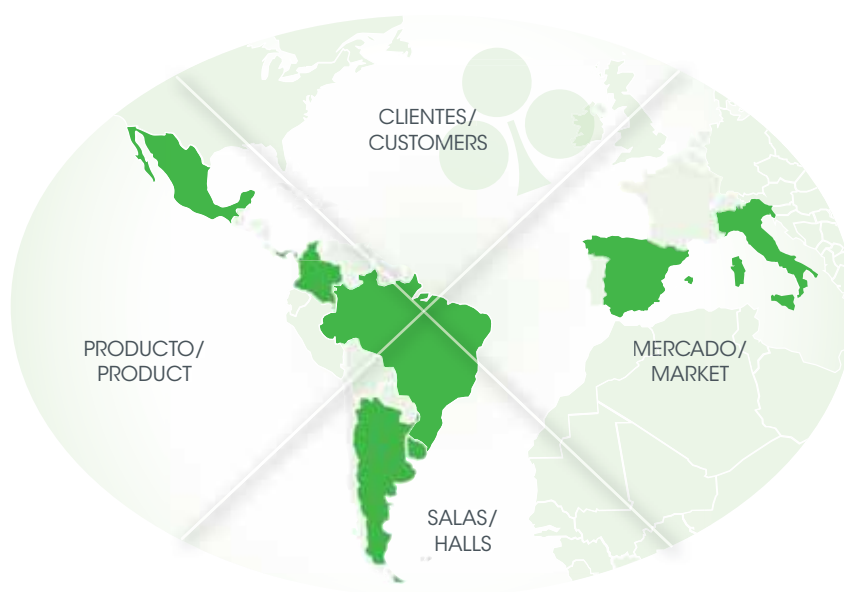 CLIENTES/
CUSTOMERS
PRODUCTO/
PRODUCT
MERCADO/
MARKET
SALAS/
HALLS